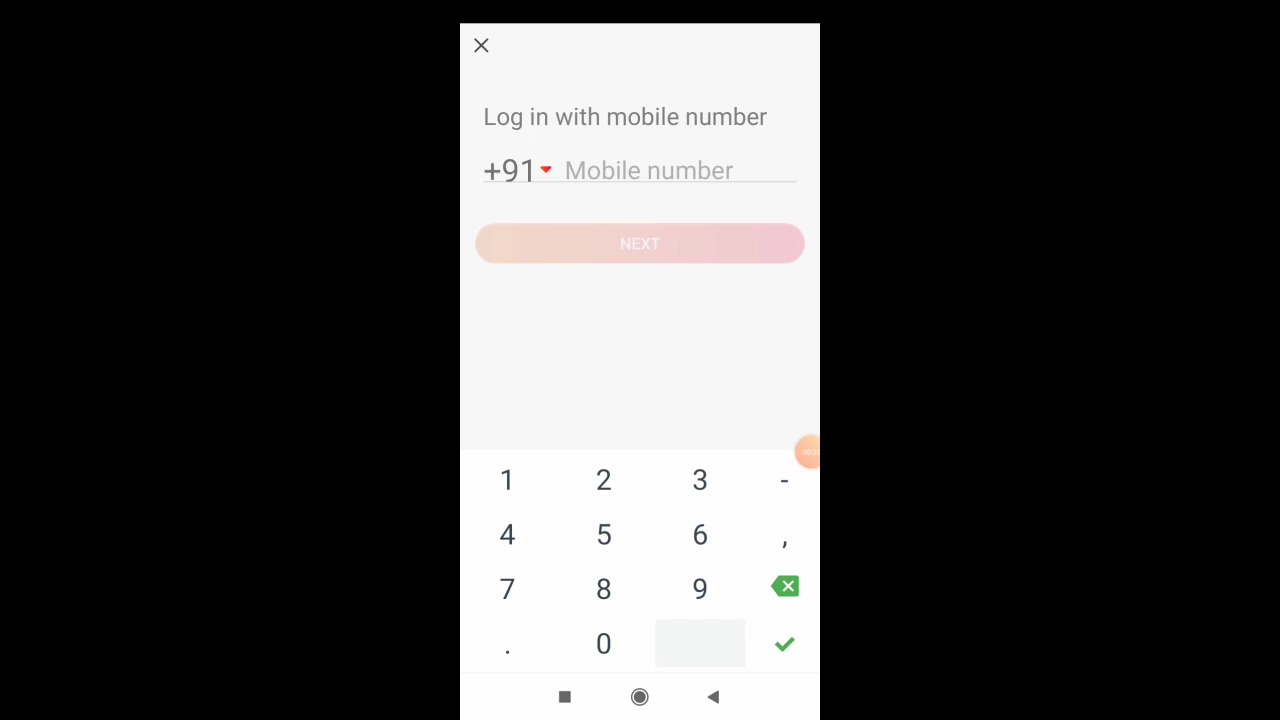 Log in with mobile number
+91 Mobile number
NEXT
1 2 3 -
4 5 6 ,
7 8 9
. 0